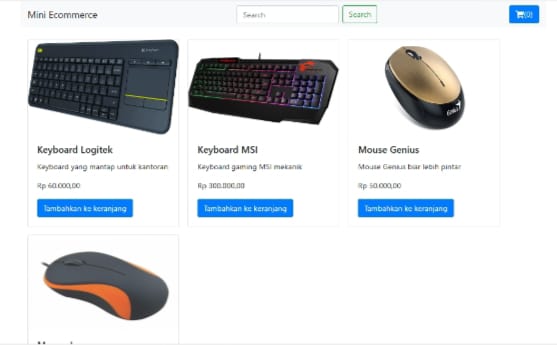 Mini Ecommerce
Search
Search
(0)
Keyboard Logitek
Keyboard yang mantap untuk kantoran
Rp 60.000,00
Tambahkan ke keranjang
Keyboard MSI
Keyboard gaming MSI mekanik
Rp 300.000,00
Tambahkan ke keranjang
Genius
Mouse Genius
Mouse Genius biar lebih pintar
Rp 50.000,00
Tambahkan ke keranjang